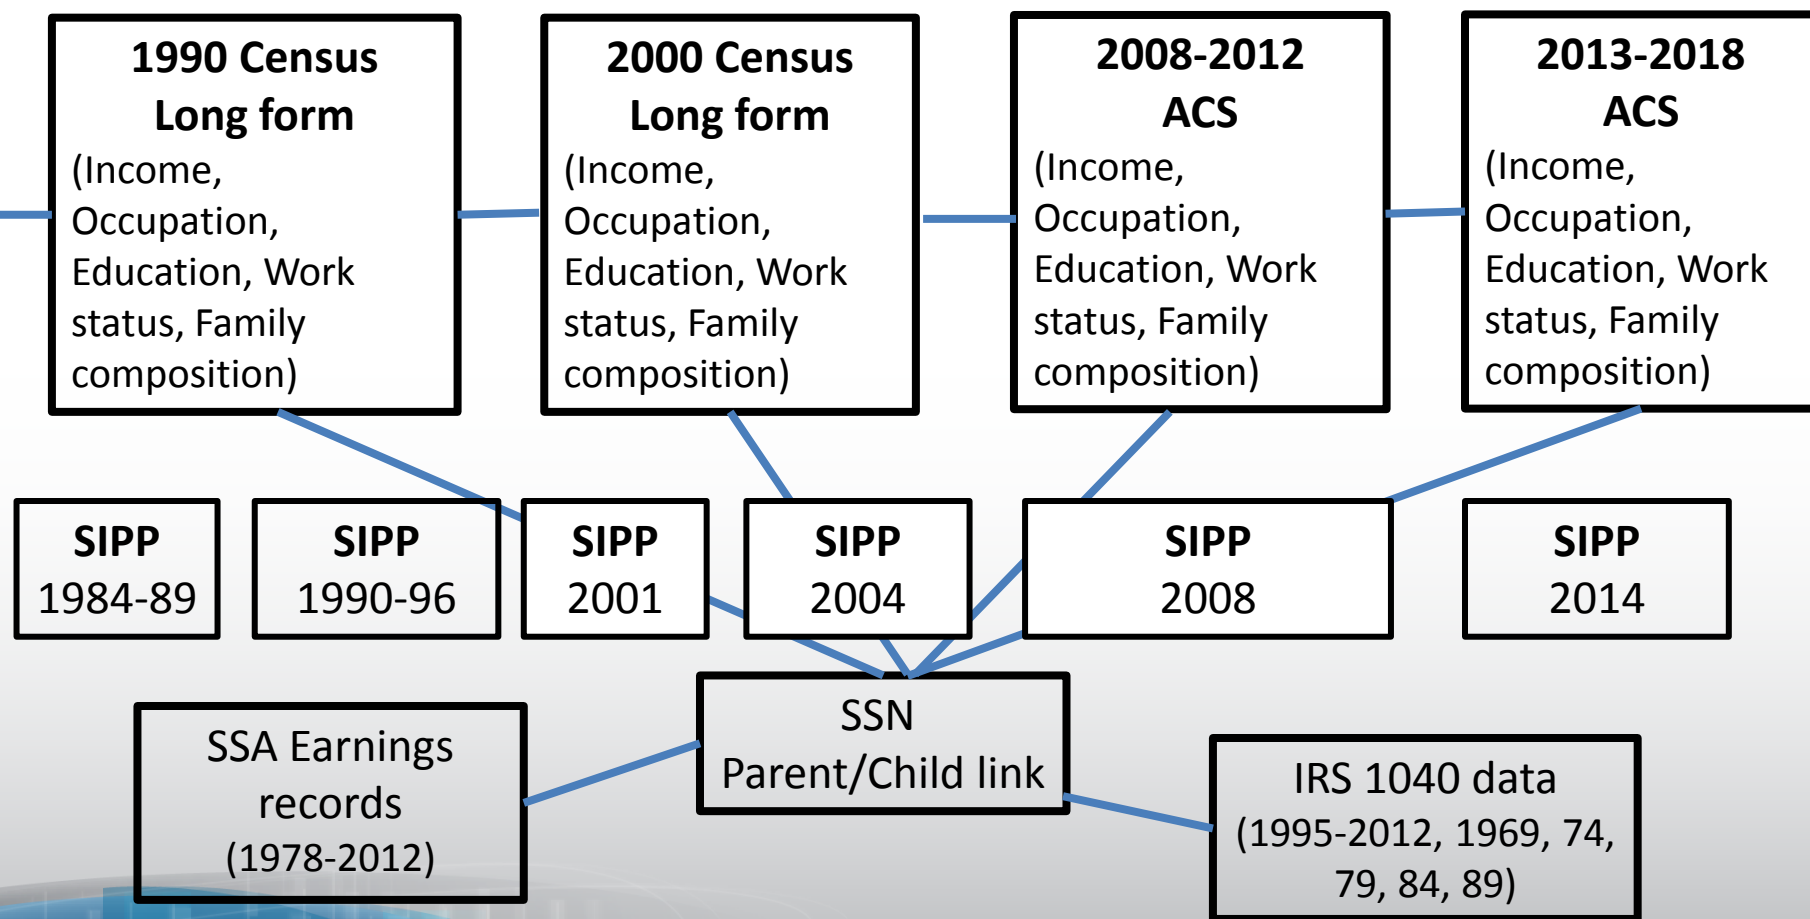 1990 Census
Long form
(Income,
Occupation,
Education, Work
status, Family
composition)
2000 Census
Long form
(Income,
Occupation,
Education, Work
status, Family
composition)
2008-2012
ACS
(Income,
Occupation,
Education, Work
status, Family
composition)
2013-2018
ACS
(Income,
Occupation,
Education, Work
status, Family
composition)
SIPP
1984-89
SIPP
1990-96
SIPP
2001
SIPP
2004
SIPP
2008
SIPP
2014
SSA Earnings
records
(1978-2012)
SSN
Parent/Child link
IRS 1040 data
(1995-2012, 1969, 74,
79, 84, 89)